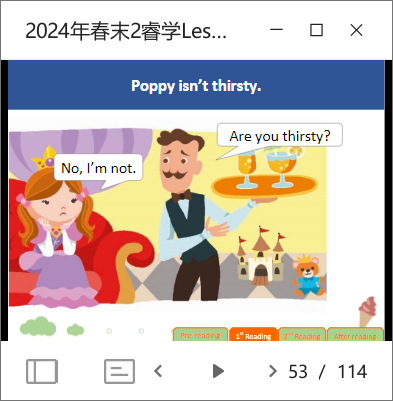 2024年春末2睿学Les...
Poppy isn't thirsty.
Are you thirsty?
No, I'm not.
Pre-reading
1st Reading
2nd Reading
After reading
53 / 114